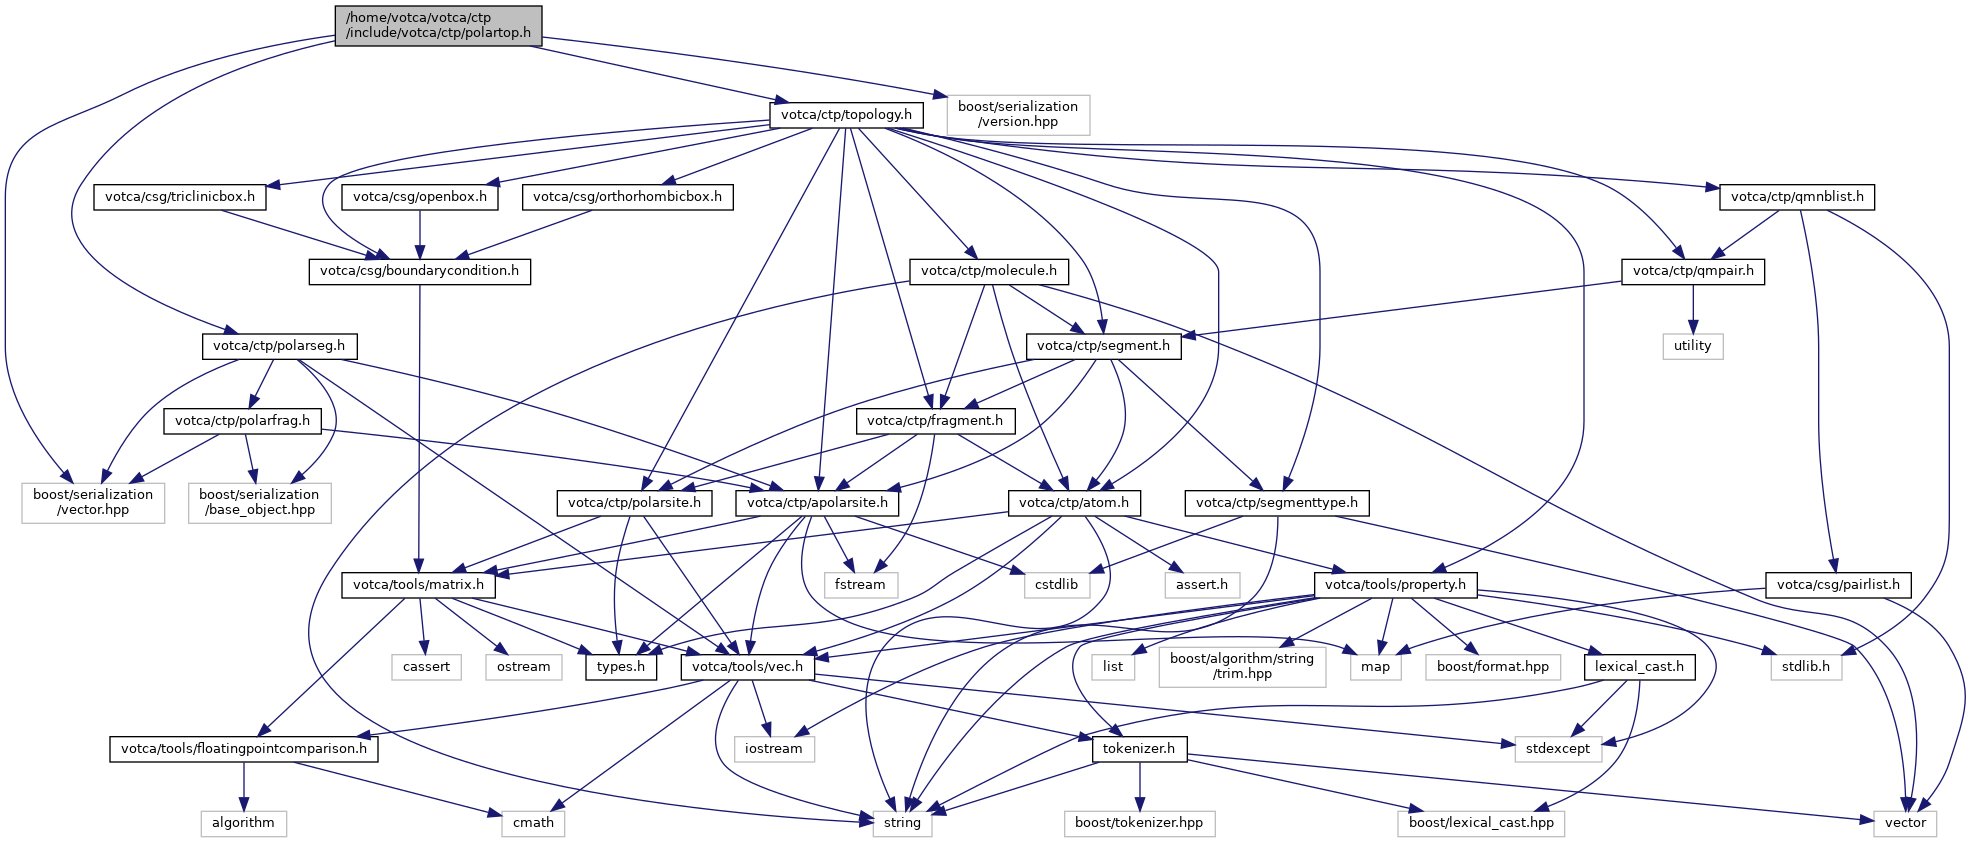 /home/votca/votca/ctp
/include/votca/ctp/polartop.h
boost/serialization
/version.hpp
votca/ctp/topology.h
votca/csg/triclinicbox.h
votca/csg/openbox.h
votca/csg/orthorhombicbox.h
votca/ctp/qmnblist.h
votca/csg/boundarycondition.h
votca/ctp/molecule.h
votca/ctp/qmpair.h
votca/ctp/polarseg.h
votca/ctp/segment.h
utility
votca/ctp/polarfrag.h
votca/ctp/fragment.h
boost/serialization
/vector.hpp
boost/serialization
/base_object.hpp
votca/ctp/polarsite.h
votca/ctp/apolarsite.h
votca/ctp/atom.h
votca/ctp/segmenttype.h
votca/tools/matrix.h
fstream
cstdlib
assert.h
votca/tools/property.h
votca/csg/pairlist.h
cassert
ostream
types.h
votca/tools/vec.h
list
boost/algorithm/string
/trim.hpp
map
boost/format.hpp
lexical_cast.h
stdlib.h
votca/tools/floatingpointcomparison.h
iostream
tokenizer.h
stdexcept
algorithm
cmath
string
boost/tokenizer.hpp
boost/lexical_cast.hpp
vector